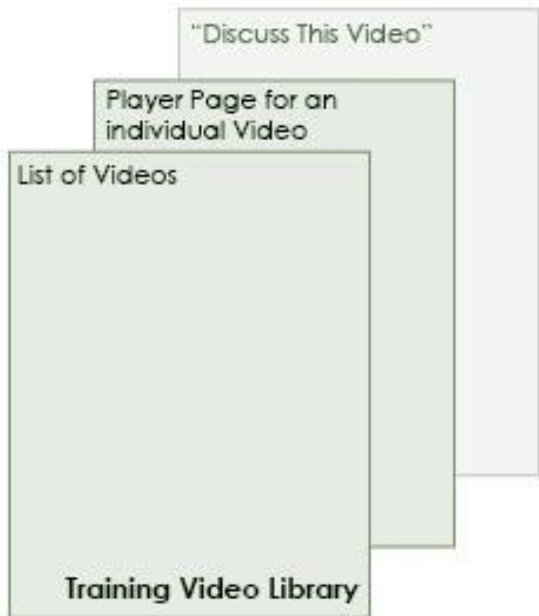 “Discuss This Video”
Player Page for an
individual Video
List of Videos
Training Video Library